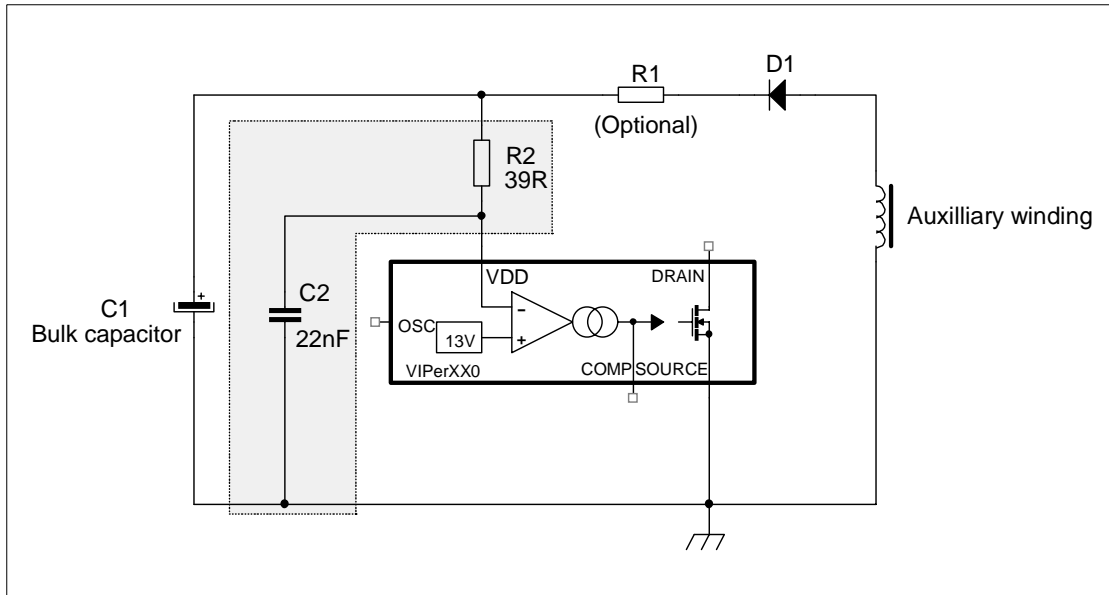 D1
R1
(Optional)
R2
39R
Auxilliary winding
VDD
DRAIN
C2
C1
Bulk capacitor
22nF
OSC
13V
−
+
+
VIPerXX0
COMP
SOURCE